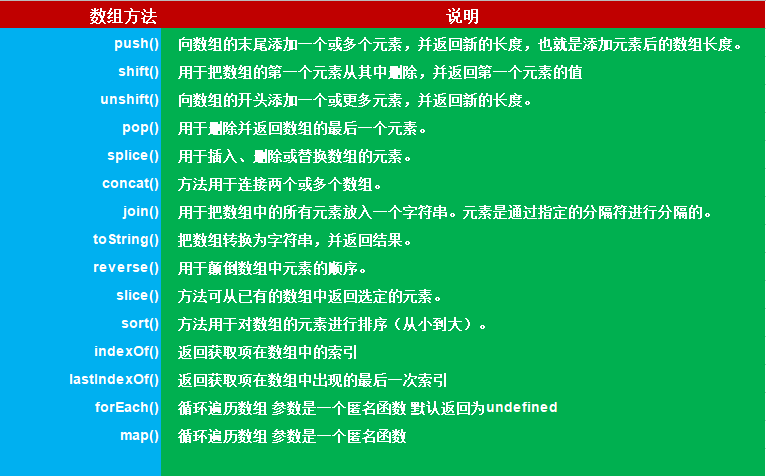 数组方法 说明
push() 向数组的末尾添加一个或多个元素，并返回新的长度，也就是添加元素后的数组长度。
shift() 用于把数组的第一个元素从其中删除，并返回第一个元素的值
unshift() 向数组的开头添加一个或更多元素，并返回新的长度。
pop() 用于删除并返回数组的最后一个元素。
splice() 用于插入、删除或替换数组的元素。
concat() 方法用于连接两个或多个数组。
join() 用于把数组中的所有元素放入一个字符串。元素是通过指定的分隔符进行分隔的。
toString() 把数组转换为字符串，并返回结果。
reverse() 用于颠倒数组中元素的顺序。
slice() 方法可从已有的数组中返回选定的元素。
sort() 方法用于对数组的元素进行排序（从小到大）。
indexOf() 返回获取项在数组中的索引
lastIndexOf() 返回获取项在数组中出现的最后一次索引
forEach() 循环遍历数组 参数是一个匿名函数 默认返回为undefined
map() 循环遍历数组 参数是一个匿名函数